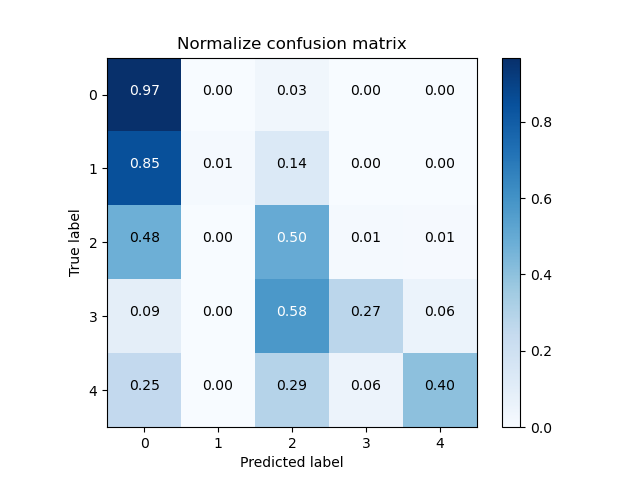 Normalize confusion matrix
True label
0 0.97 0.00 0.03 0.00 0.00
1 0.85 0.01 0.14 0.00 0.00
2 0.48 0.00 0.50 0.01 0.01
3 0.09 0.00 0.58 0.27 0.06
4 0.25 0.00 0.29 0.06 0.40
0 1 2 3 4
Predicted label
0.8
0.6
0.4
0.2
0.0